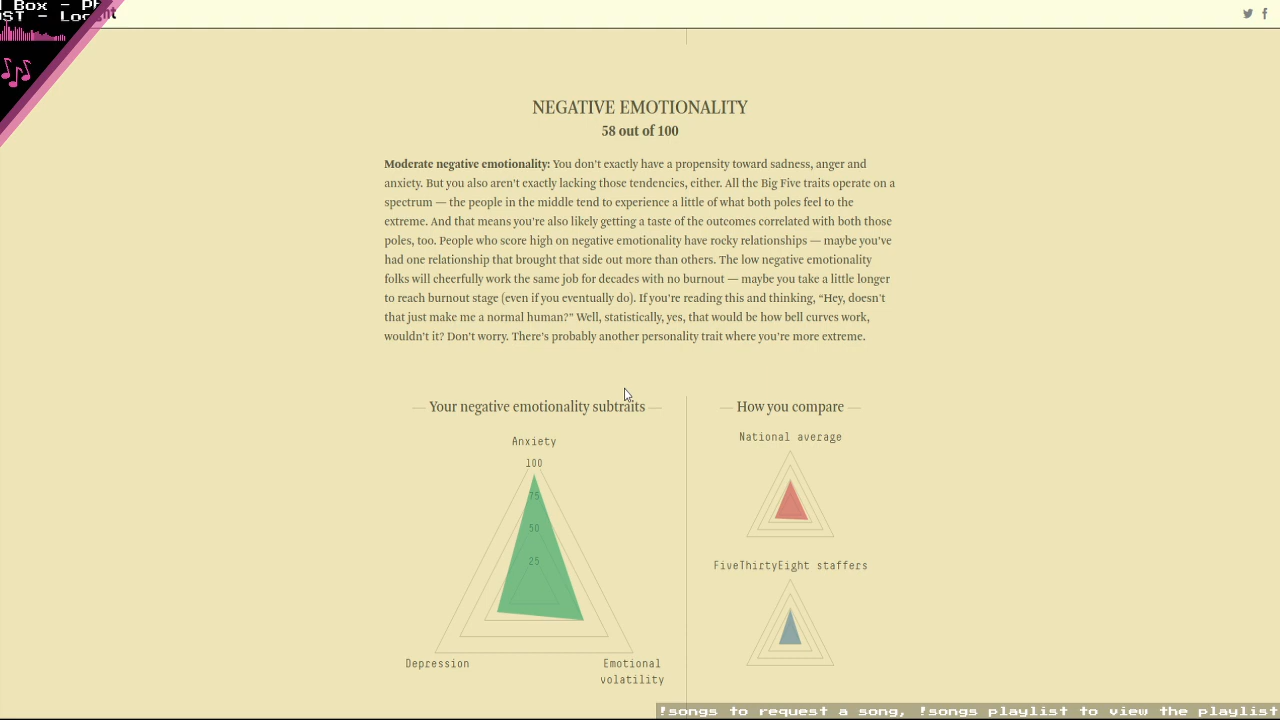 Box - Ph
ST - Loo
ht
NEGATIVE EMOTIONALITY
58 out of 100
Moderate negative emotionality: You don't exactly have a propensity toward sadness, anger and
anxiety. But you also aren't exactly lacking those tendencies, either. All the Big Five traits operate on a
spectrum — the people in the middle tend to experience a little of what both poles feel to the
extreme. And that means you're also likely getting a taste of the outcomes correlated with both those
poles, too. People who score high on negative emotionality have rocky relationships — maybe you've
had one relationship that brought that side out more than others. The low negative emotionality
folks will cheerfully work the same job for decades with no burnout — maybe you take a little longer
to reach burnout stage (even if you eventually do). If you're reading this and thinking, “Hey, doesn't
that just make me a normal human?” Well, statistically, yes, that would be how bell curves work,
wouldn't it? Don't worry. There's probably another personality trait where you're more extreme.
Your negative emotionality subtraits
Anxiety
100
75
50
25
Depression
Emotional
volatility
How you compare
National average
FiveThirtyEight staffers
!songs to request a song, !songs playlist to view the playlist